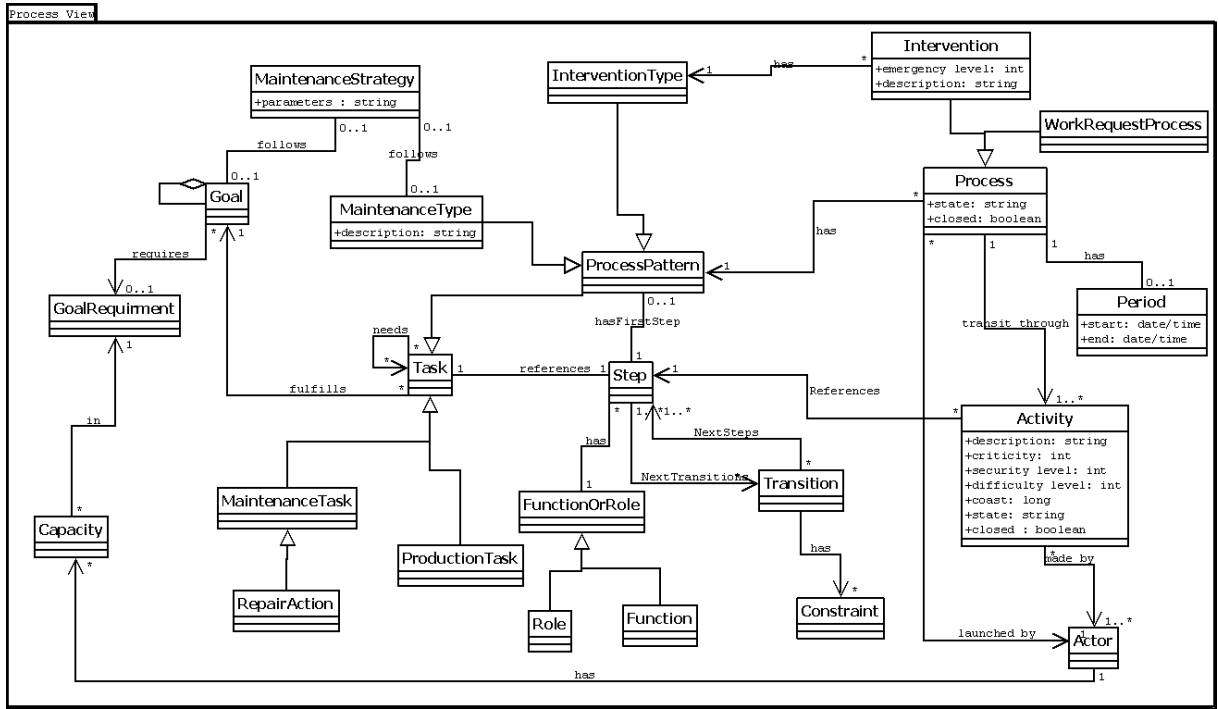 Process View
Intervention
+emergency level: int
+description: string
InterventionType
1
has
*
MaintenanceStrategy
+parameters : string
0..1
0..1
follows
follows
0..1
0..1
WorkRequestProcess
Process
+state: string
+closed: boolean
*
*
1
1
has
has
0..1
Goal
*
1
MaintenanceType
+description: string
requires
0..1
ProcessPattern
1
0..1
GoalRequirment
1
Period
+start: date/time
+end: date/time
transit through
hasFirstStep
needs
*
*
Task
1
references
1
1
Step
1
fulfills
*
References
1..*
*
Activity
+description: string
+criticity: int
+security level: int
+difficulty level: int
+coast: long
+state: string
+closed : boolean
*
1..*
1..*
in
has
NextSteps
*
NextTransitions
*
Transition
MaintenanceTask
1
FunctionOrRole
*
Capacity
*
ProductionTask
has
*
made by
RepairAction
Role
Function
Constraint
1..*
launched by
1
Actor
has
1